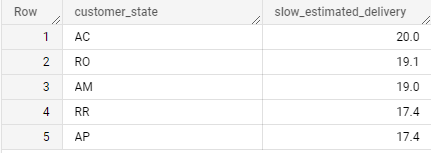 Row customer_state slow_estimated_delivery
1 AC 20.0
2 RO 19.1
3 AM 19.0
4 RR 17.4
5 AP 17.4